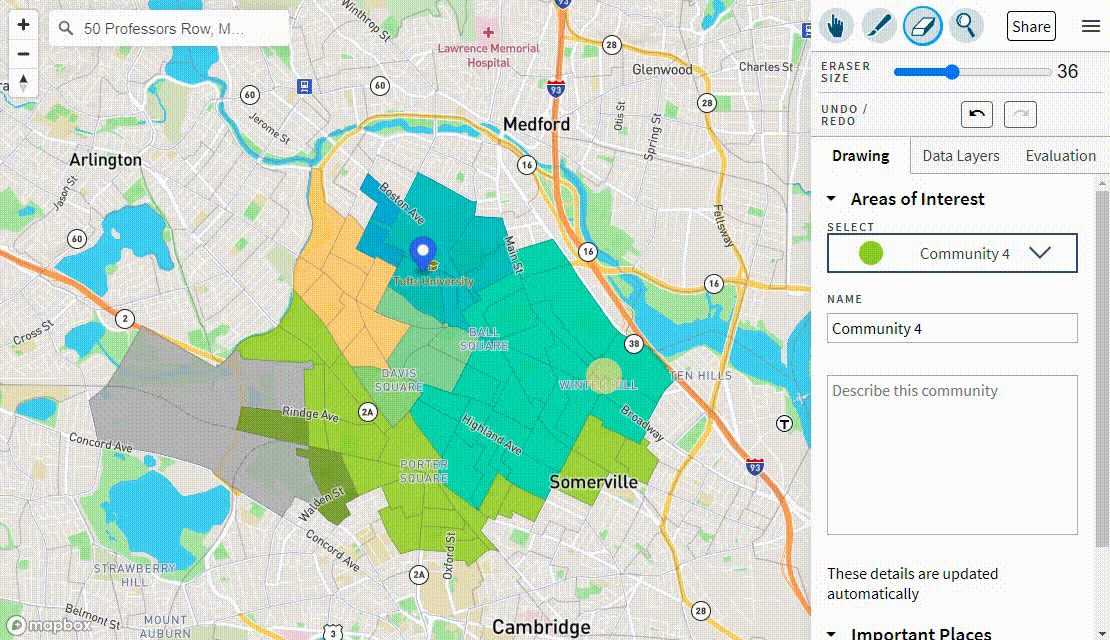 50 Professors Row, M...
Winthrop St
Lawrence Memorial
Hospital
93
28
Glenwood
Charles St
60
60
93
28
Otis St
Spring St
Jerome St
Medford
Arlington
16
Jason St
Boston Ave
60
Fellsway
Main St
16
Tufts University
16
2
Cross St
BALL
SQUARE
38
DAVIS
SQUARE
WINTER HILL
TEN HILLS
Rindge Ave
2A
Broadway
Highland Ave
T
Concord Ave
PORTER
SQUARE
93
Somerville
Walden St
Concord Ave
Oxford St
STRAWBERRY
HILL
2A
Belmont St
MOUNT
AUBURN
28
mapbox
3
Cambridge
Share
ERASER
SIZE
36
UNDO /
REDO
Drawing
Data Layers
Evaluation
Areas of Interest
SELECT
Community 4
NAME
Community 4
Describe this community
These details are updated
automatically
Important Places